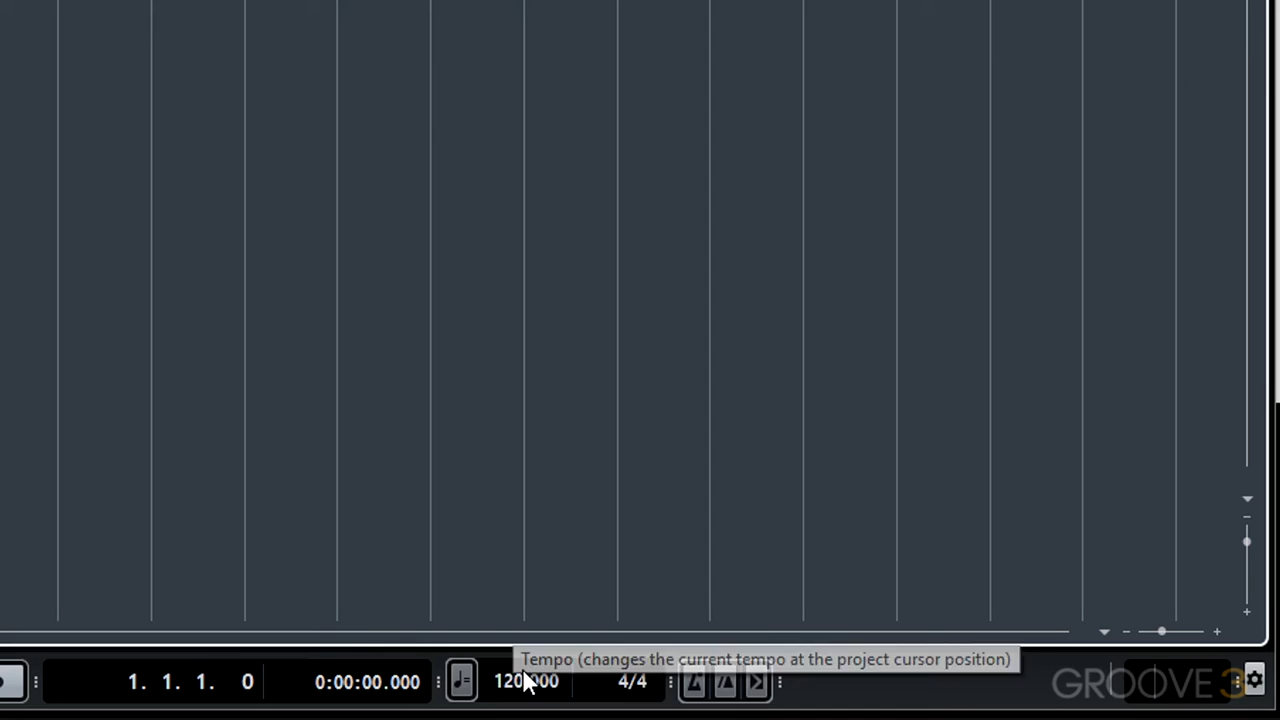 Tempo (changes the current tempo at the project cursor position)
1. 1. 1. 0 0:00:00.000 120.000 4/4
GROOVE 3